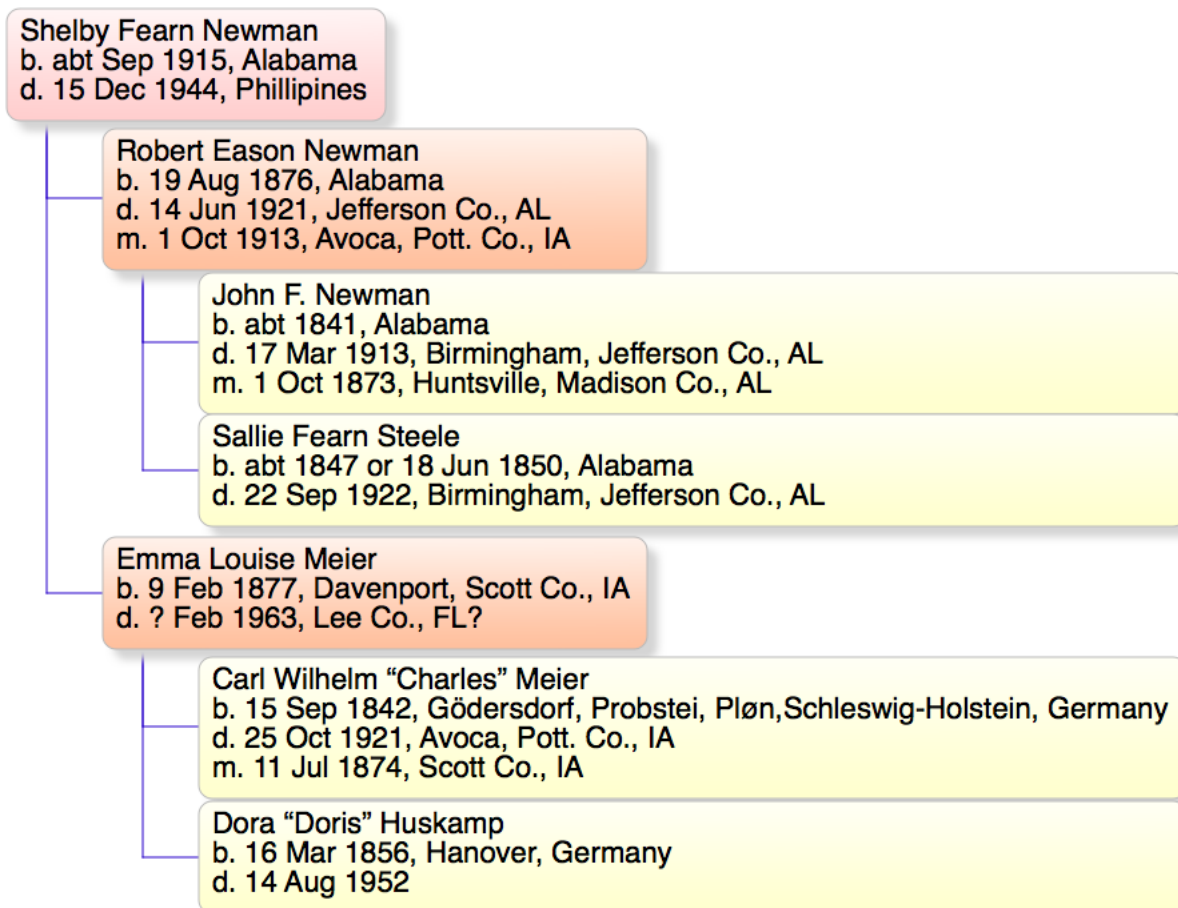 Shelby Fearn Newman
b. abt Sep 1915, Alabama
d. 15 Dec 1944, Phillipines
Robert Eason Newman
b. 19 Aug 1876, Alabama
d. 14 Jun 1921, Jefferson Co., AL
m. 1 Oct 1913, Avoca, Pott. Co., IA
John F. Newman
b. abt 1841, Alabama
d. 17 Mar 1913, Birmingham, Jefferson Co., AL
m. 1 Oct 1873, Huntsville, Madison Co., AL
Sallie Fearn Steele
b. abt 1847 or 18 Jun 1850, Alabama
d. 22 Sep 1922, Birmingham, Jefferson Co., AL
Emma Louise Meier
b. 9 Feb 1877, Davenport, Scott Co., IA
d. ? Feb 1963, Lee Co., FL?
Carl Wilhelm “Charles” Meier
b. 15 Sep 1842, Gödersdorf, Probstei, Pløn,Schleswig-Holstein, Germany
d. 25 Oct 1921, Avoca, Pott. Co., IA
m. 11 Jul 1874, Scott Co., IA
Dora “Doris” Huskamp
b. 16 Mar 1856, Hanover, Germany
d. 14 Aug 1952